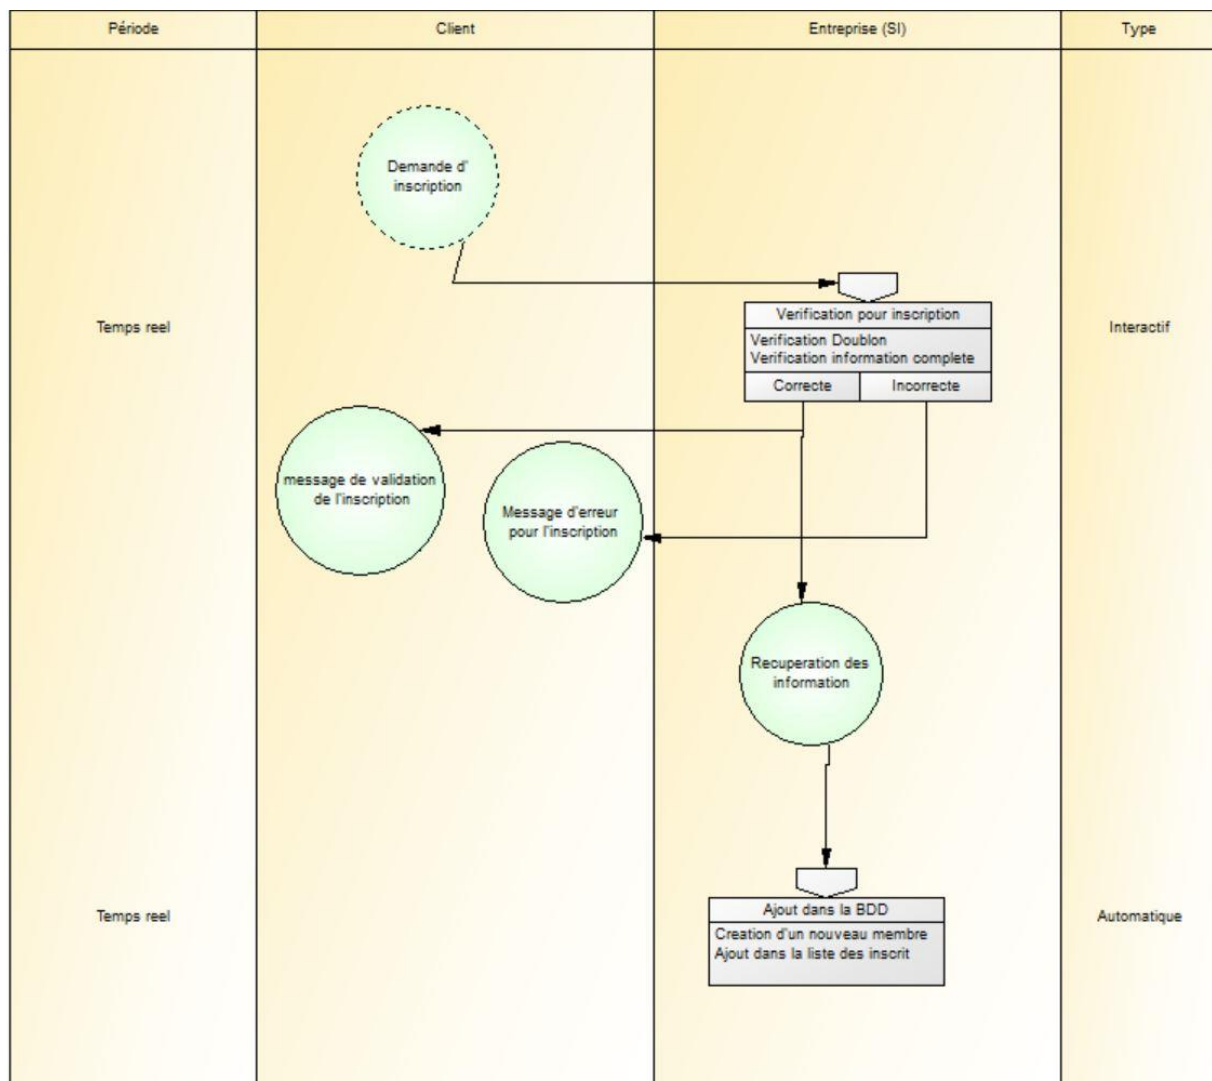 Période
Client
Entreprise (SI)
Type
Demande d'
inscription
Temps reel
Verification pour inscription
Verification Doublon
Verification information complete
Correcte
Incorrecte
Interactif
message de validation
de l'inscription
Message d'erreur
pour l'inscription
Recuperation des
information
Temps reel
Ajout dans la BDD
Creation d'un nouveau membre
Ajout dans la liste des inscrit
Automatique